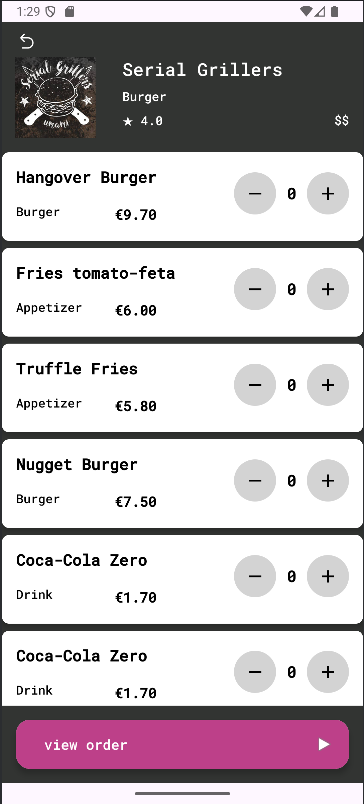 1:29
Serial Grillers
Serial Grillers
Burger
★ 4.0
$$
Hangover Burger
Burger
€9.70
− 0 +
Fries tomato-feta
Appetizer
€6.00
− 0 +
Truffle Fries
Appetizer
€5.80
− 0 +
Nugget Burger
Burger
€7.50
− 0 +
Coca-Cola Zero
Drink
€1.70
− 0 +
Coca-Cola Zero
Drink
€1.70
− 0 +
view order